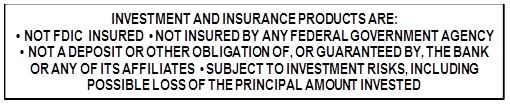 INVESTMENT AND INSURANCE PRODUCTS ARE:
• NOT FDIC INSURED • NOT INSURED BY ANY FEDERAL GOVERNMENT AGENCY
• NOT A DEPOSIT OR OTHER OBLIGATION OF, OR GUARANTEED BY, THE BANK
OR ANY OF ITS AFFILIATES • SUBJECT TO INVESTMENT RISKS, INCLUDING
POSSIBLE LOSS OF THE PRINCIPAL AMOUNT INVESTED